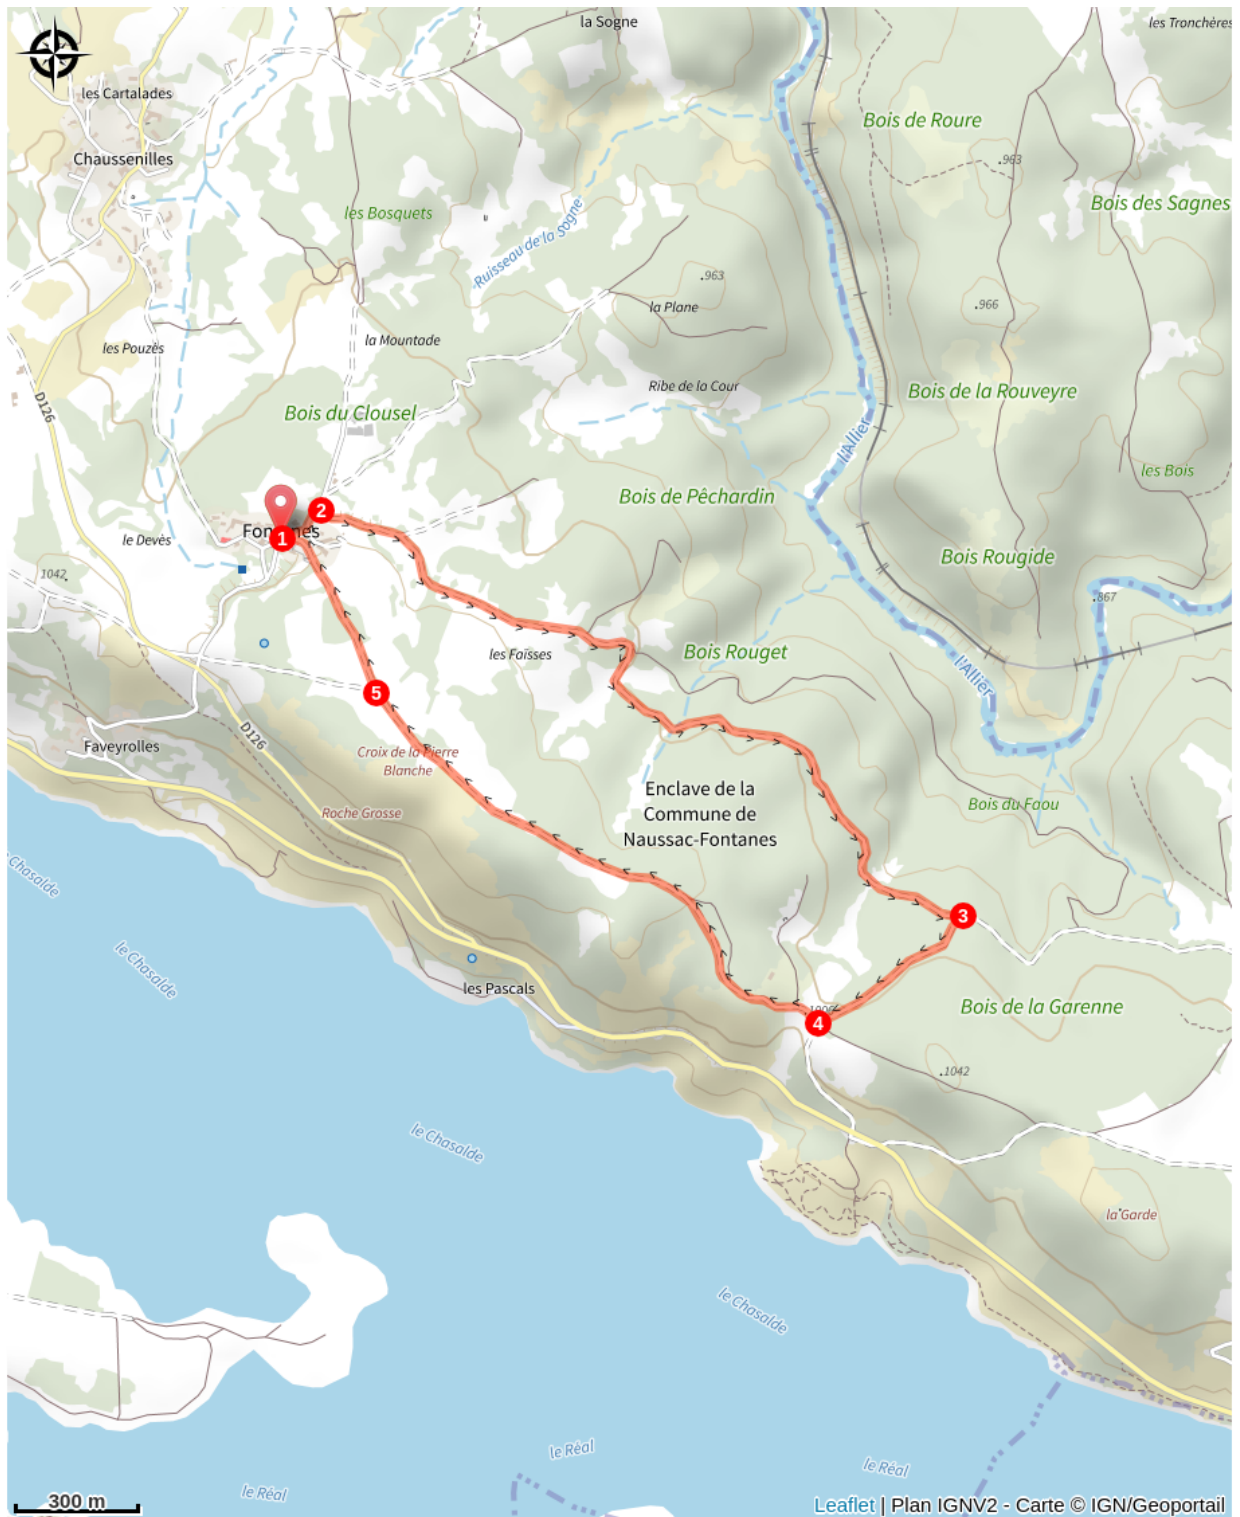 la Sogne
les Tronchères
les Cartalades
Bois de Roure
Chaussenilles
.963
Bois des Sagnes
les Bosquets
Ruisseau de la Sogne
.963
.966
la Plane
la Mountade
les Pouzès
Ribe de la Cour
Bois de la Rouveyre
D126
Bois du Clousel
l'Allier
les Bois
Bois de Pêchardin
2
1
le Devès
Bois Rougide
1042.
.867
les Faïsses
Bois Rouget
l'Allier
5
D126
Faveyrolles
Croix de la Pierre
Blanche
Enclave de la
Commune de
Naussac-Fontanes
Bois du Faou
Roche Grosse
Chasalde
3
le Chasalde
les Pascals
Bois de la Garenne
4
.1042
le Chasalde
la Garde
le Chasalde
le Réal
le Réal
le Réal
300 m
Leaflet | Plan IGNV2 - Carte © IGN/Geoportail